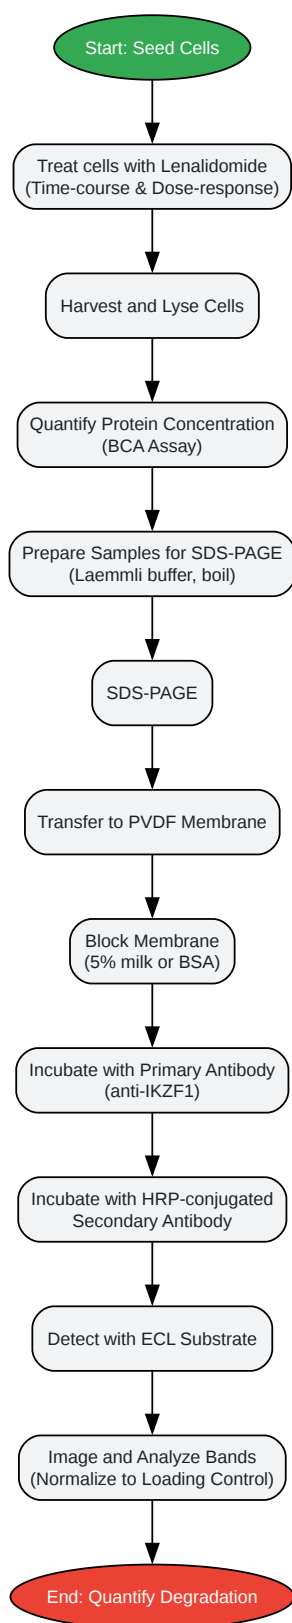 Start: Seed Cells
Treat cells with Lenalidomide
(Time-course & Dose-response)
Harvest and Lyse Cells
Quantify Protein Concentration
(BCA Assay)
Prepare Samples for SDS-PAGE
(Laemmli buffer, boil)
SDS-PAGE
Transfer to PVDF Membrane
Block Membrane
(5% milk or BSA)
Incubate with Primary Antibody
(anti-IKZF1)
Incubate with HRP-conjugated
Secondary Antibody
Detect with ECL Substrate
Image and Analyze Bands
(Normalize to Loading Control)
End: Quantify Degradation